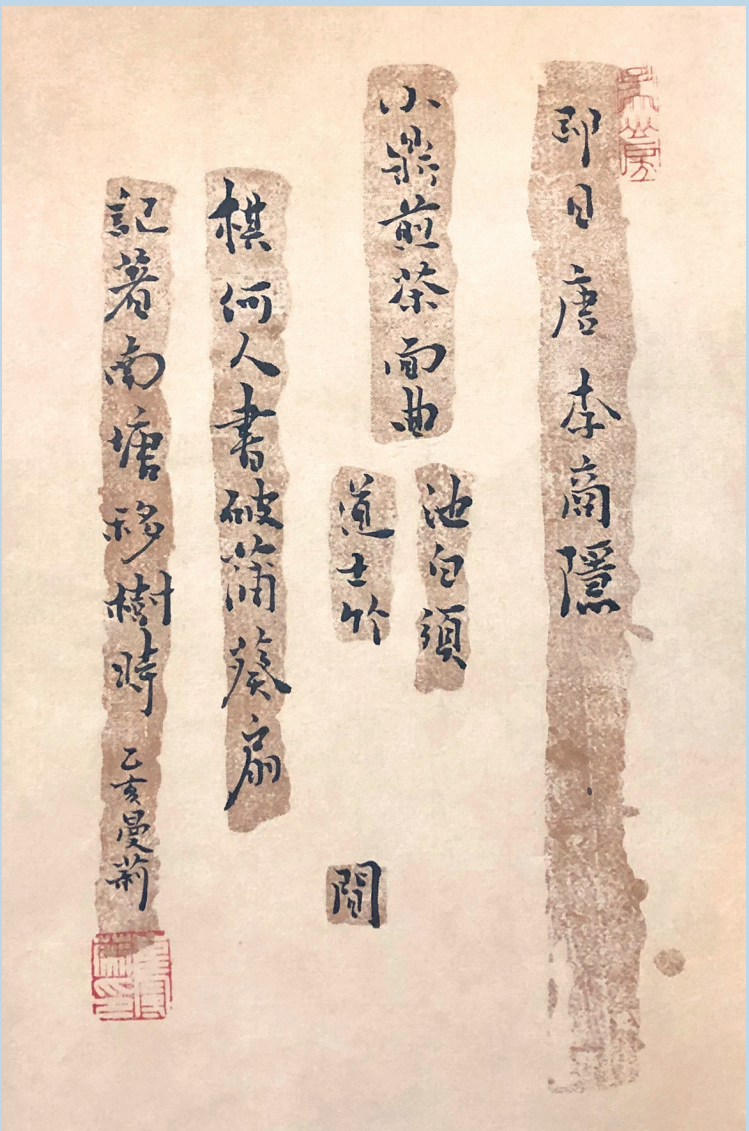 即日唐李商隱
小鼎煎茶面曲
池白須
道士竹
間
棋何人書破蒲葵扇
記著南塘移樹時
乙亥曼莉